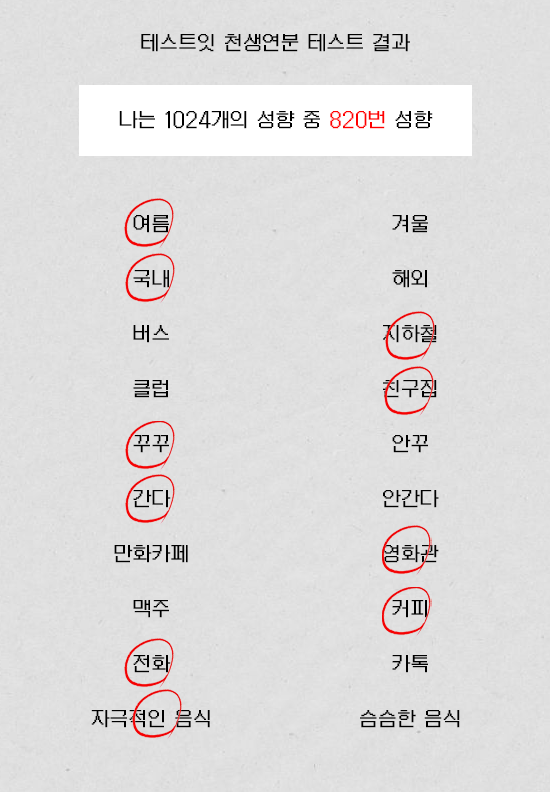 테스트잇 천생연분 테스트 결과
나는 1024개의 성향 중 820번 성향
여름 겨울
국내 해외
버스 지하철
클럽 친구집
꾸꾸 안꾸
간다 안간다
만화카페 영화관
맥주 커피
전화 카톡
자극적인 음식 슴슴한 음식